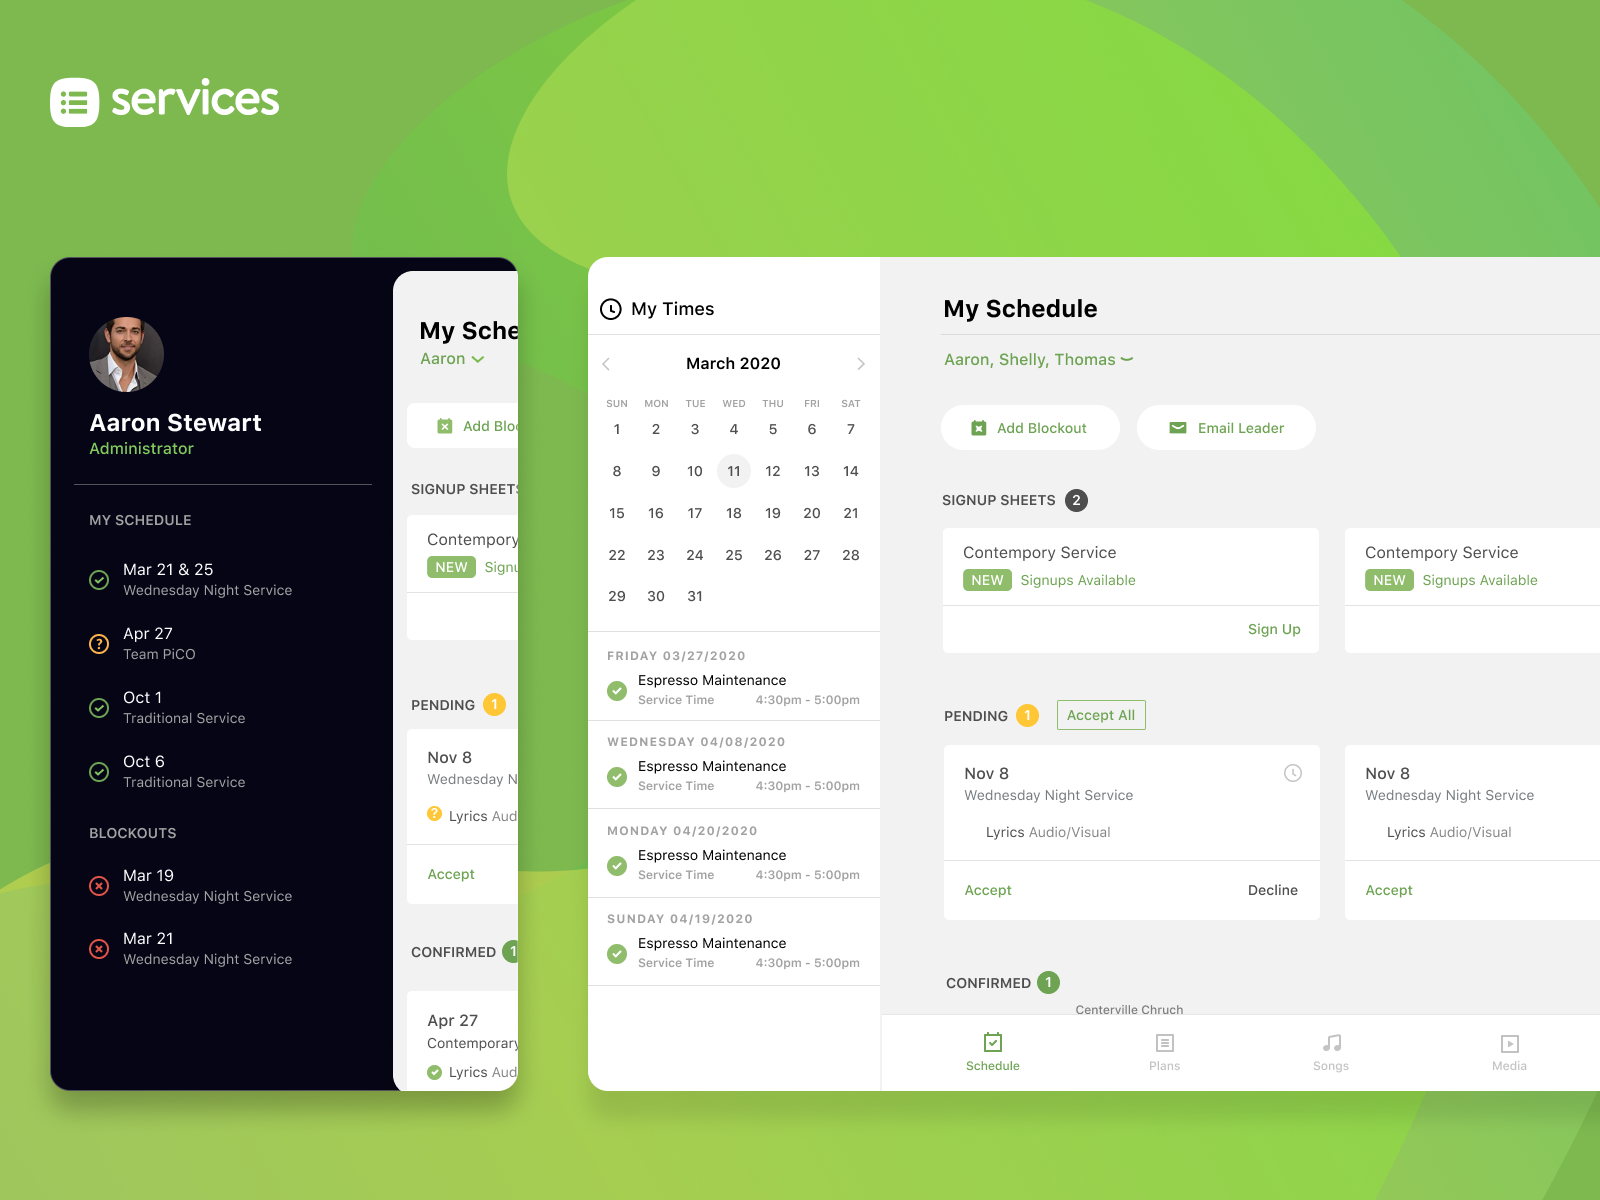 services
Aaron Stewart
Administrator
MY SCHEDULE
Mar 21 & 25
Wednesday Night Service
Apr 27
Team PiCO
Oct 1
Traditional Service
Oct 6
Traditional Service
BLOCKOUTS
Mar 19
Wednesday Night Service
Mar 21
Wednesday Night Service
My Sche
Aaron
Add Bloc
SIGNUP SHEETS
Contempory
NEW Signu
PENDING 1
Nov 8
Wednesday N
? Lyrics Aud
Accept
CONFIRMED 1
Apr 27
Contemporary
Lyrics Aud
My Times
March 2020
SUN MON TUE WED THU FRI SAT
1 2 3 4 5 6 7
8 9 10 11 12 13 14
15 16 17 18 19 20 21
22 23 24 25 26 27 28
29 30 31
FRIDAY 03/27/2020
Espresso Maintenance
Service Time 4:30pm - 5:00pm
WEDNESDAY 04/08/2020
Espresso Maintenance
Service Time 4:30pm - 5:00pm
MONDAY 04/20/2020
Espresso Maintenance
Service Time 4:30pm - 5:00pm
SUNDAY 04/19/2020
Espresso Maintenance
Service Time 4:30pm - 5:00pm
My Schedule
Aaron, Shelly, Thomas
Add Blockout Email Leader
SIGNUP SHEETS 2
Contempory Service
NEW Signups Available
Sign Up
Contempory Service
NEW Signups Available
PENDING 1 Accept All
Nov 8
Wednesday Night Service
Lyrics Audio/Visual
Accept Decline
Nov 8
Wednesday Night Service
Lyrics Audio/Visual
Accept
CONFIRMED 1
Centerville Chruch
Schedule Plans Songs Media